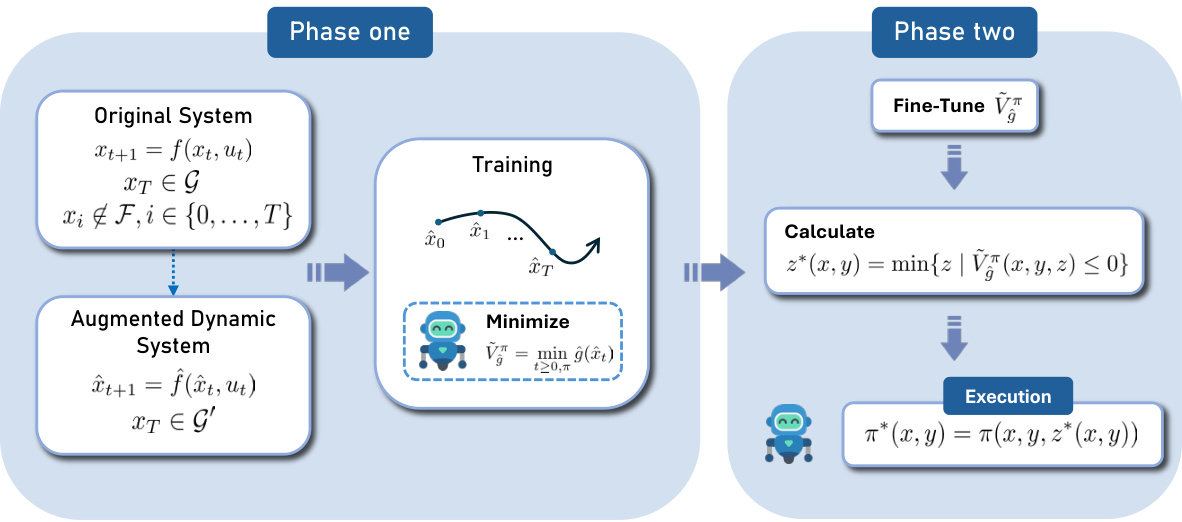 Phase one
Original System
$x_{t+1} = f(x_t, u_t)$
$x_T \in \mathcal{G}$
$x_i \notin \mathcal{F}, i \in \{0, \ldots, T\}$
Augmented Dynamic
System
$\hat{x}_{t+1} = \hat{f}(\hat{x}_t, u_t)$
$x_T \in \mathcal{G}'$
Training
$\hat{x}_0$ $\hat{x}_1$ ... $\hat{x}_T$
Minimize
$\tilde{V}_{\hat{g}}^{\pi} = \min_{t \geq 0, \pi} \hat{g}(\hat{x}_t)$
Phase two
Fine-Tune $\tilde{V}_{\hat{g}}^{\pi}$
Calculate
$z^*(x, y) = \min\{z \mid \tilde{V}_{\hat{g}}^{\pi}(x, y, z) \leq 0\}$
Execution
$\pi^*(x, y) = \pi(x, y, z^*(x, y))$